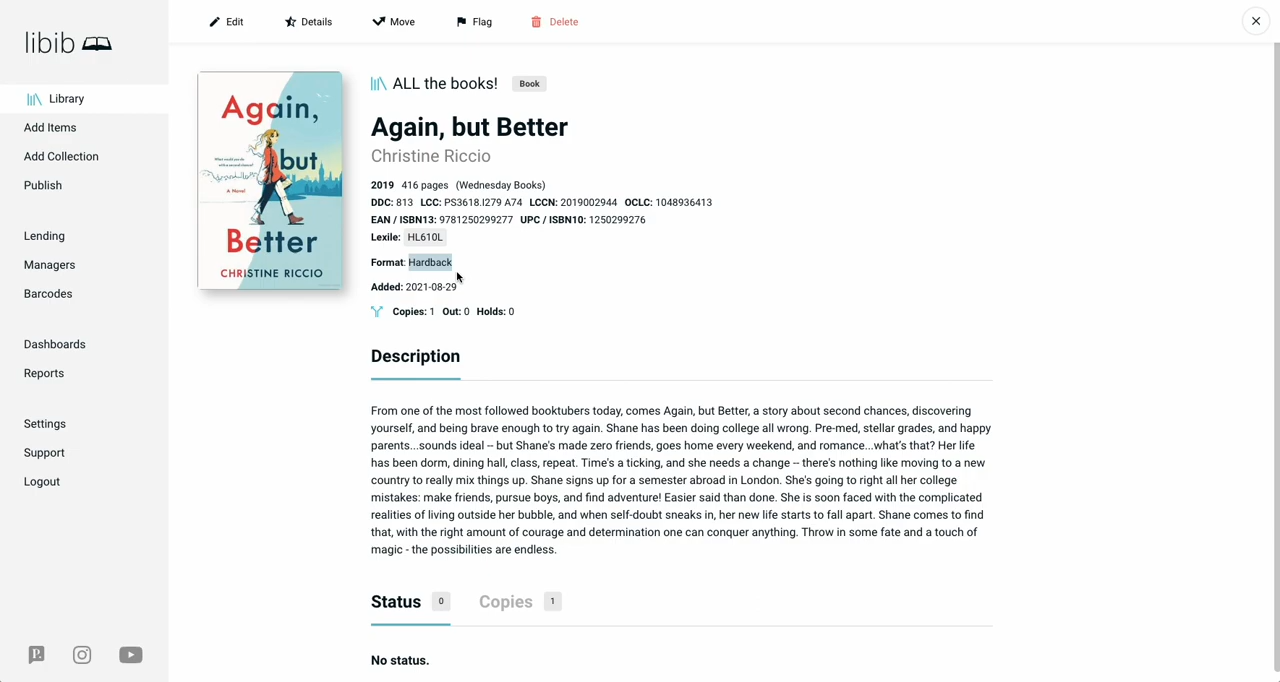 libib
Edit
Details
Move
Flag
Delete
Library
Add Items
Add Collection
Publish
Lending
Managers
Barcodes
Dashboards
Reports
Settings
Support
Logout
Again,
but
A Novel
Better
CHRISTINE RICCIO
ALL the books! Book
Again, but Better
Christine Riccio
2019 416 pages (Wednesday Books)
DDC: 813 LCC: PS3618.I279 A74 LCCN: 2019002944 OCLC: 1048936413
EAN / ISBN13: 9781250299277 UPC / ISBN10: 1250299276
Lexile: HL610L
Format: Hardback
Added: 2021-08-29
Copies: 1 Out: 0 Holds: 0
Description
From one of the most followed booktubers today, comes Again, but Better, a story about second chances, discovering
yourself, and being brave enough to try again. Shane has been doing college all wrong. Pre-med, stellar grades, and happy
parents...sounds ideal -- but Shane's made zero friends, goes home every weekend, and romance...what's that? Her life
has been dorm, dining hall, class, repeat. Time's a ticking, and she needs a change -- there's nothing like moving to a new
country to really mix things up. Shane signs up for a semester abroad in London. She's going to right all her college
mistakes: make friends, pursue boys, and find adventure! Easier said than done. She is soon faced with the complicated
realities of living outside her bubble, and when self-doubt sneaks in, her new life starts to fall apart. Shane comes to find
that, with the right amount of courage and determination one can conquer anything. Throw in some fate and a touch of
magic - the possibilities are endless.
Status 0 Copies 1
No status.